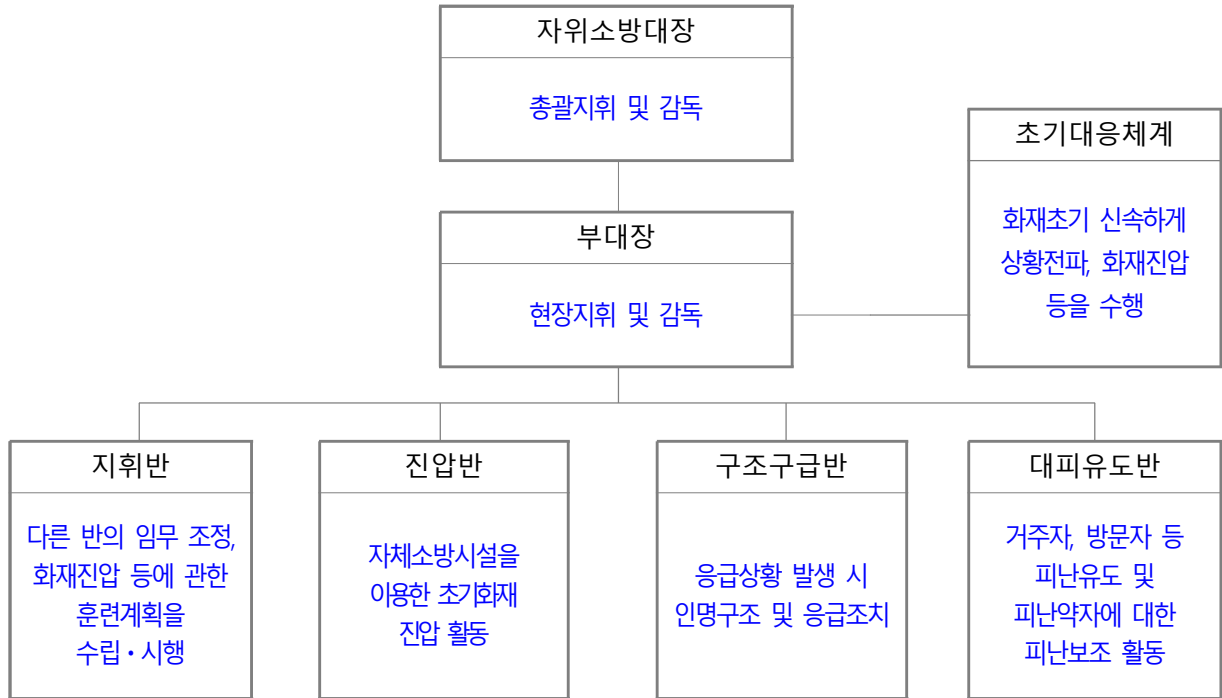 자위소방대장
총괄지휘 및 감독
초기대응체계
화재초기 신속하게
상황전파, 화재진압
등을 수행
부대장
현장지휘 및 감독
지휘반
다른 반의 임무 조정,
화재진압 등에 관한
훈련계획을
수립·시행
진압반
자체소방시설을
이용한 초기화재
진압 활동
구조구급반
응급상황 발생 시
인명구조 및 응급조치
대피유도반
거주자, 방문자 등
피난유도 및
피난약자에 대한
피난보조 활동